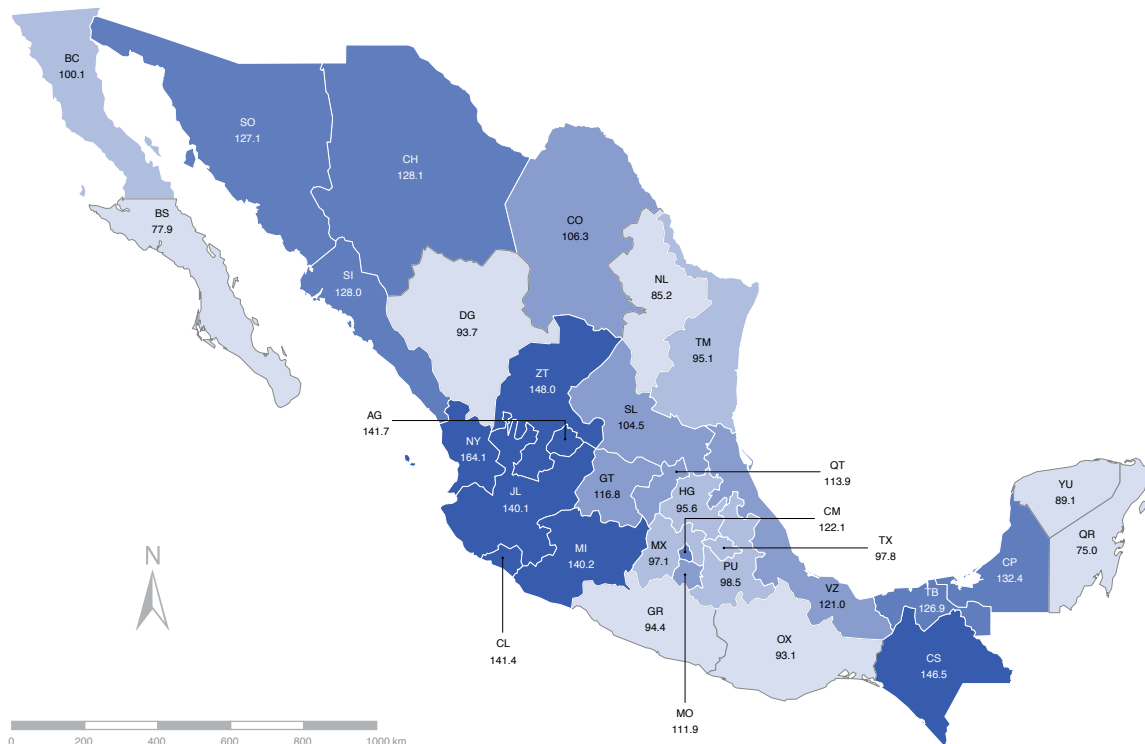 BC
100.1
SO
127.1
CH
128.1
BS
77.9
CO
106.3
SI
128.0
NL
85.2
DG
93.7
TM
95.1
ZT
148.0
AG
141.7
SL
104.5
NY
164.1
QT
113.9
GT
116.8
JL
140.1
HG
95.6
YU
89.1
CM
122.1
QR
75.0
TX
97.8
MX
97.1
MI
140.2
PU
98.5
CP
132.4
VZ
121.0
TB
126.9
N
GR
94.4
OX
93.1
CL
141.4
CS
146.5
MO
111.9
0 200 400 600 800 1000 km